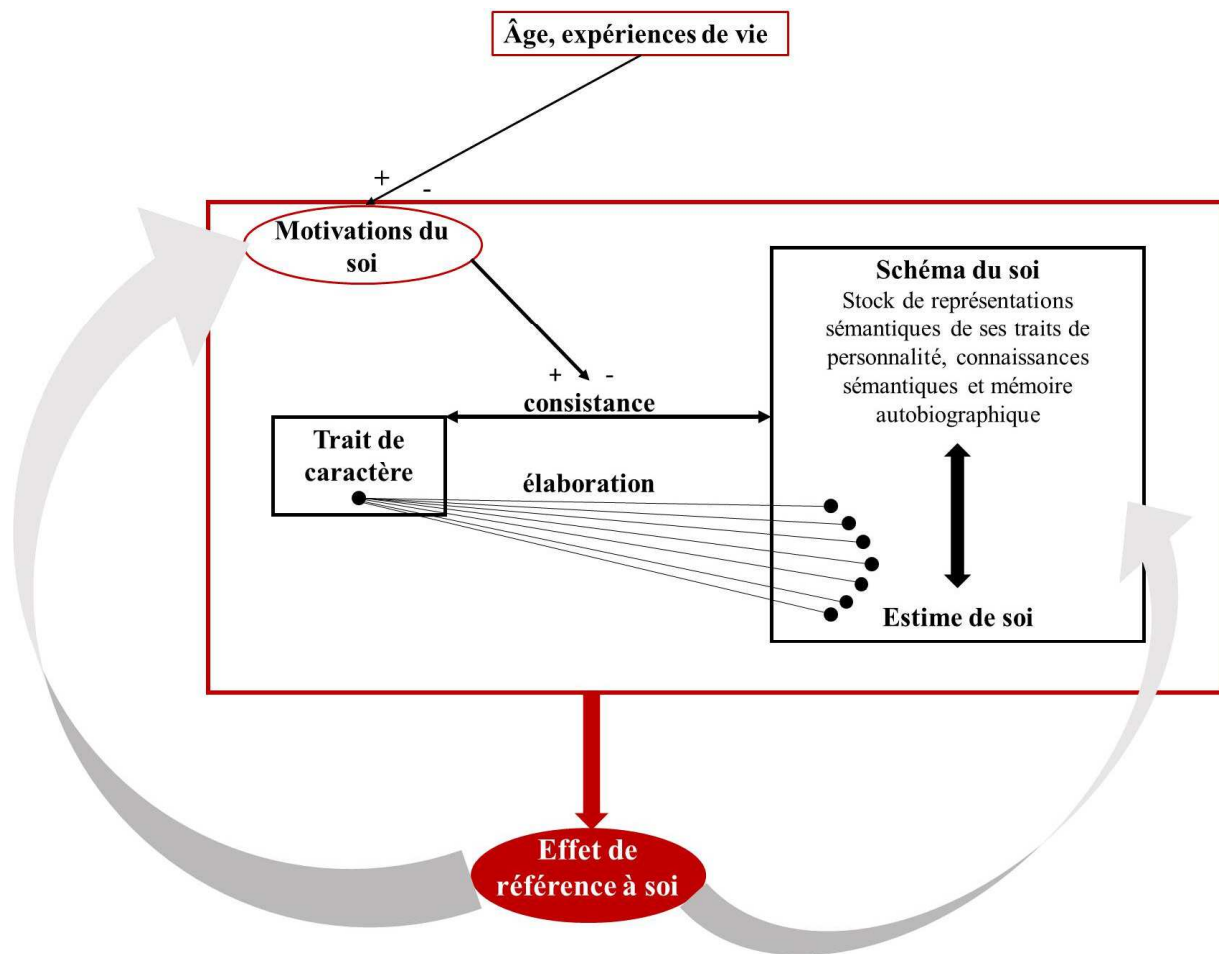 Âge, expériences de vie
+
-
Motivations du
soi
Schéma du soi
Stock de représentations
sémantiques de ses traits de
personnalité, connaissances
sémantiques et mémoire
autobiographique
+ -
consistance
Trait de
caractère
élaboration
Estime de soi
Effet de
référence à soi